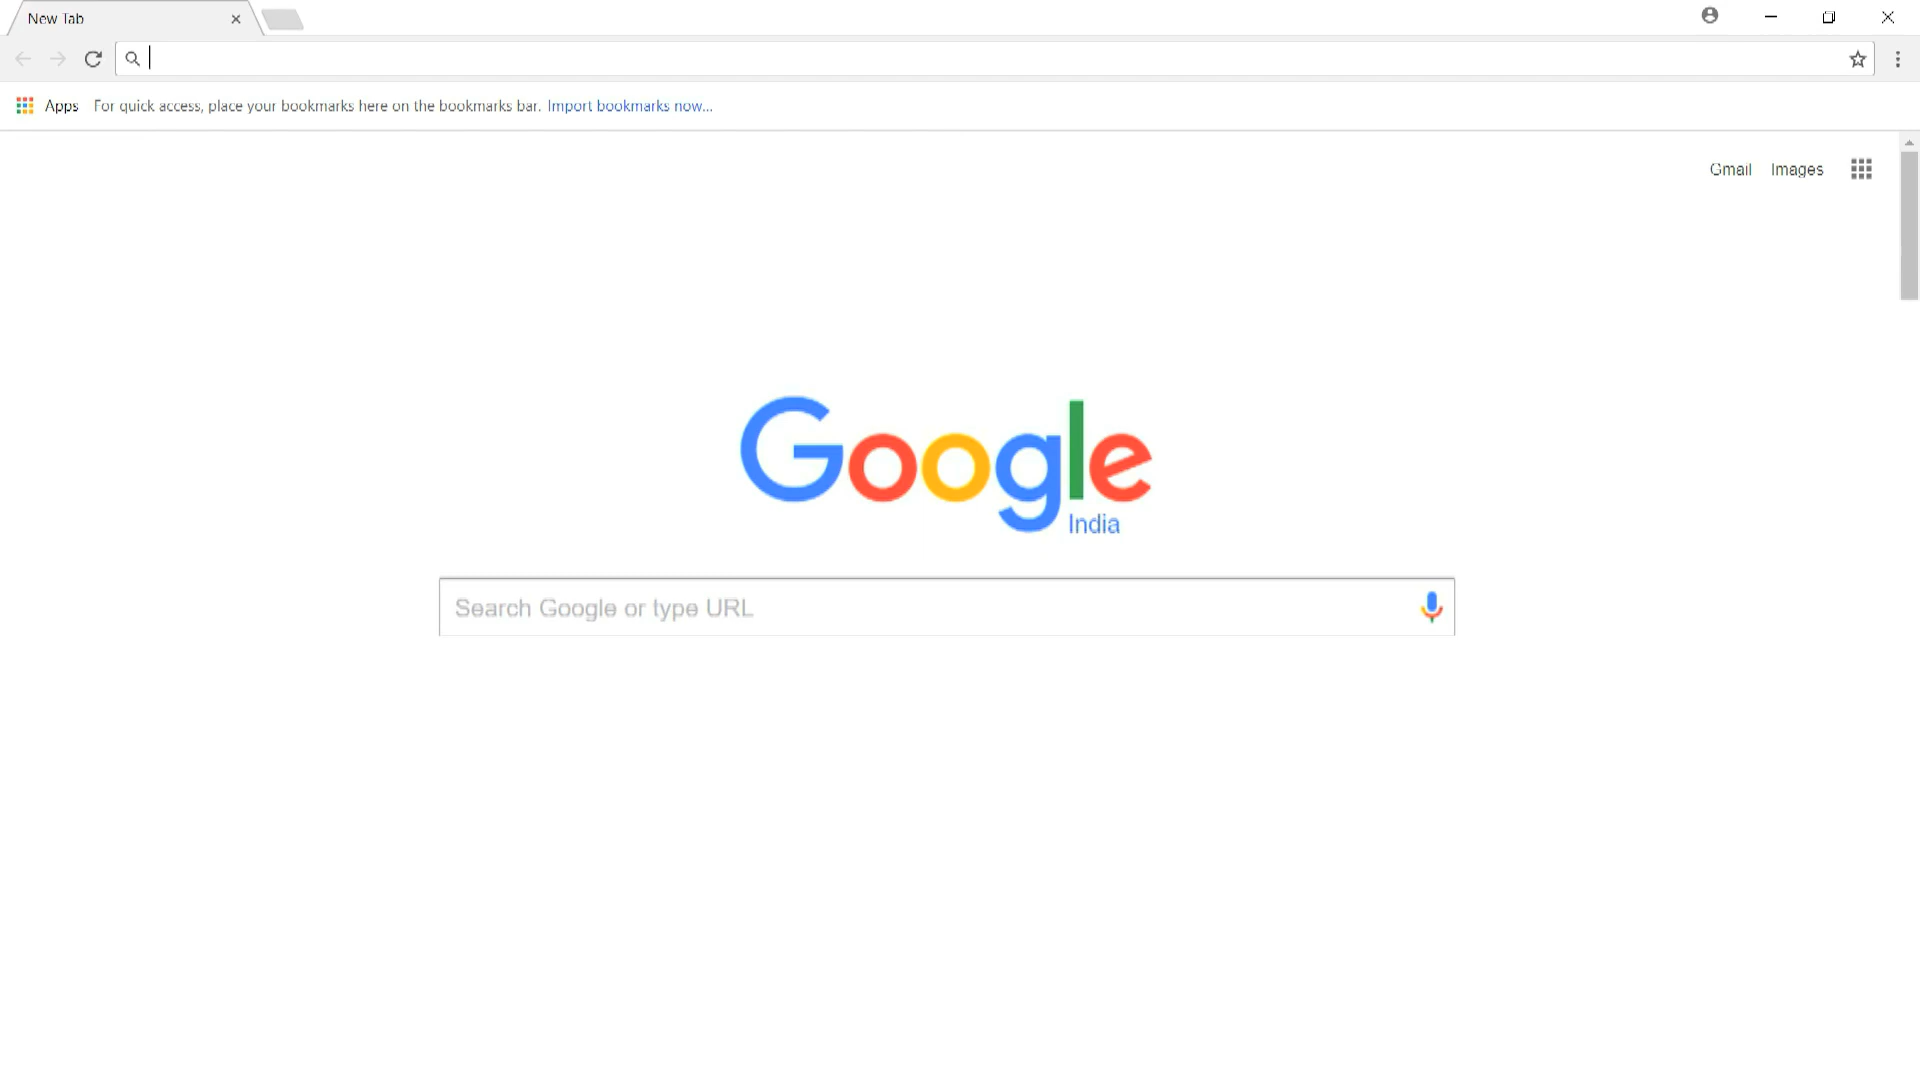 New Tab
Apps For quick access, place your bookmarks here on the bookmarks bar. Import bookmarks now...
Gmail Images
Google
India
Search Google or type URL